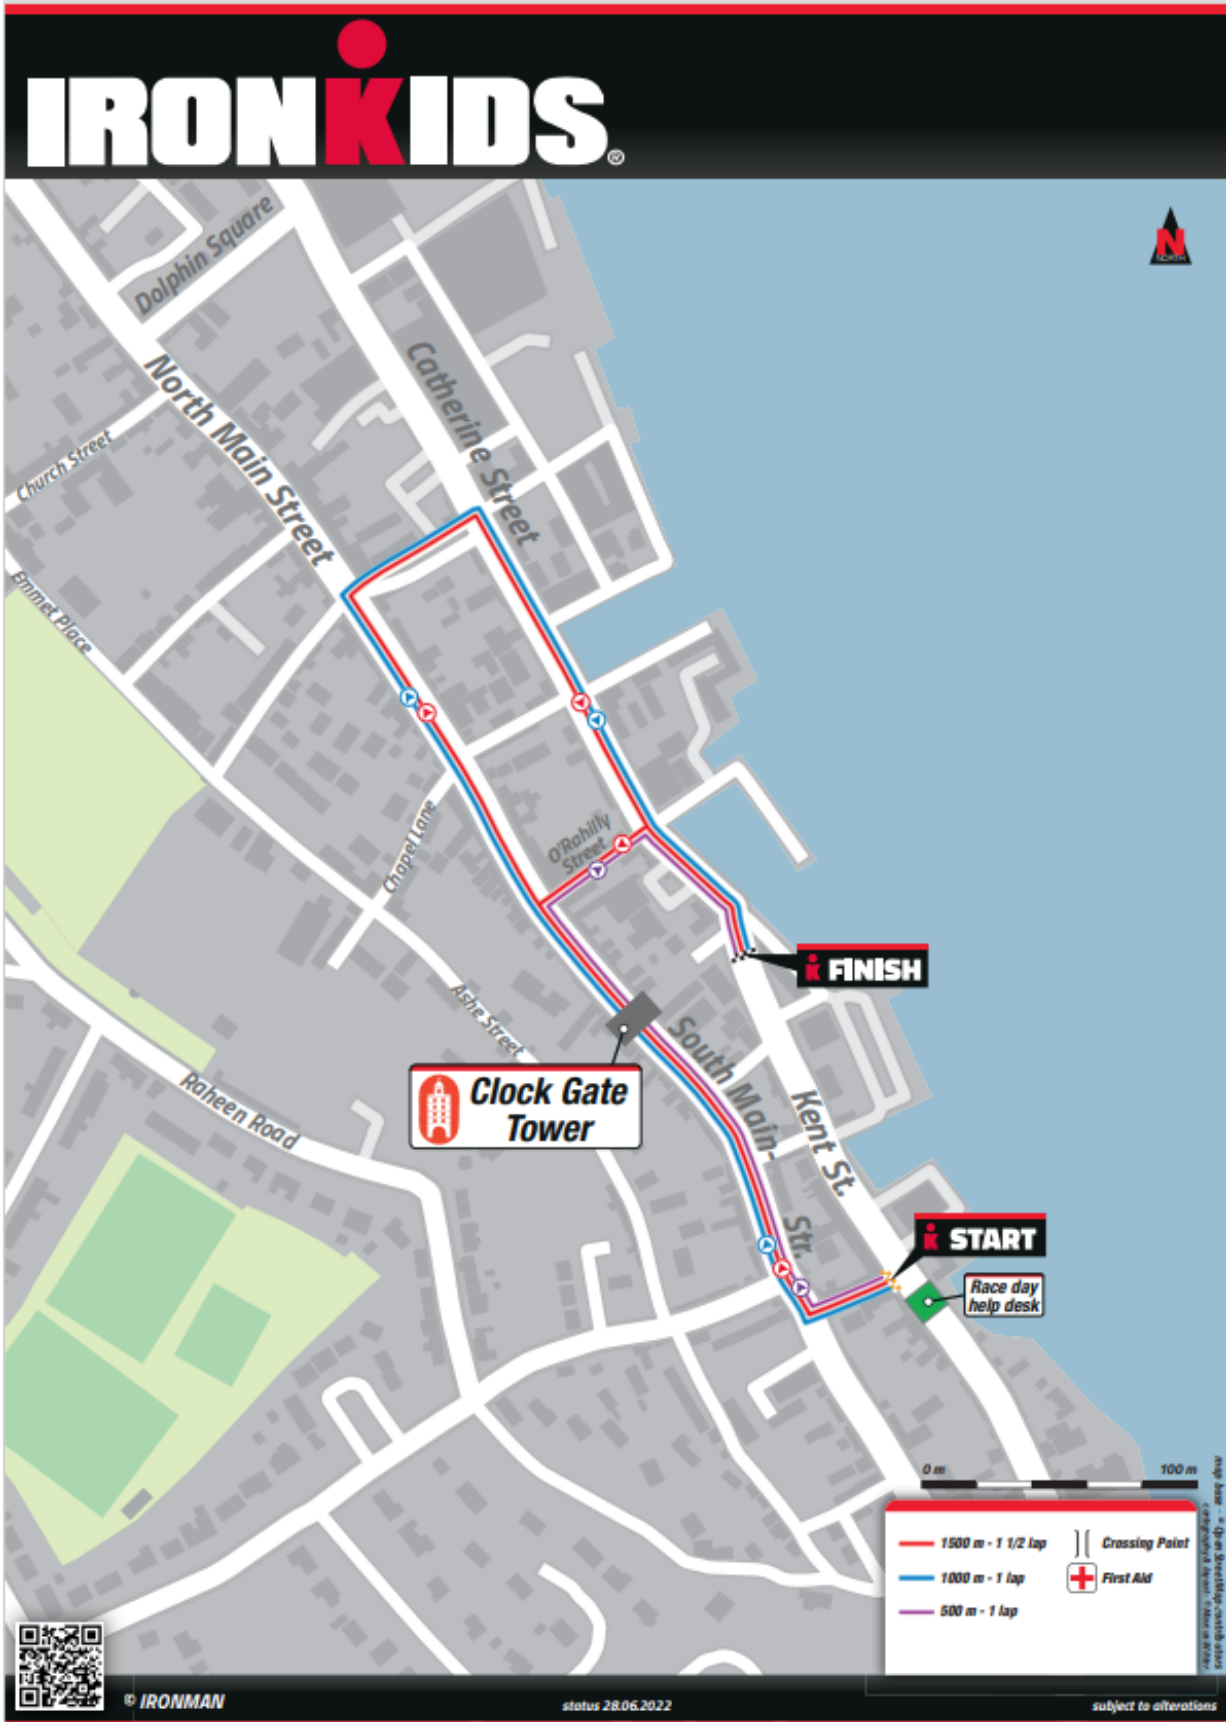 IRONKIDS®
N
NORTH
Dolphin Square
North Main Street
Catherine Street
Church Street
Emmet Place
O'Rahilly
Street
Chapel Lane
FINISH
Ashe Street
South Main-
Str.
Clock Gate
Tower
Raheen Road
Kent St.
START
Race day
help desk
0 m
100 m
1500 m - 1 1/2 lap
Crossing Point
1000 m - 1 lap
First Aid
500 m - 1 lap
© IRONMAN
status 28.06.2022
subject to alterations